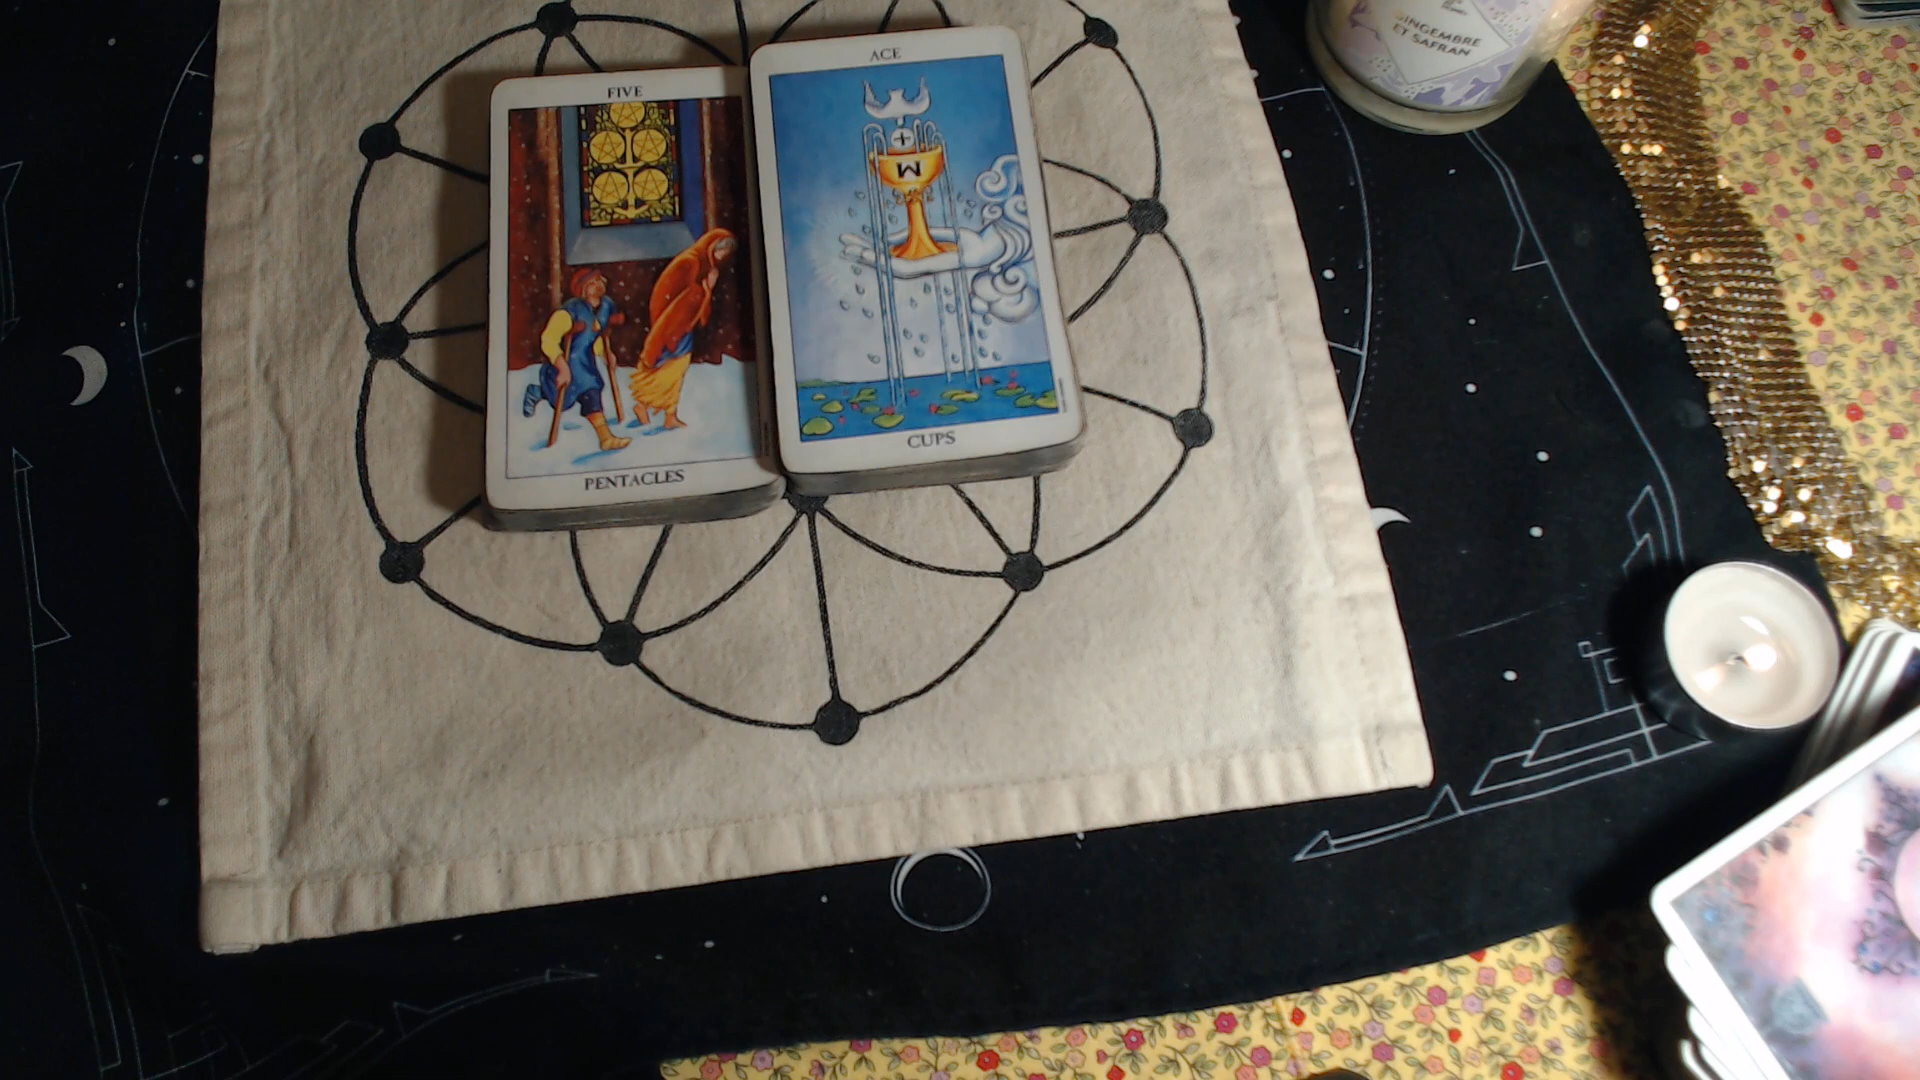 FIVE
PENTACLES
ACE
W
CUPS
GINGEMBRE
ET SAFRAN